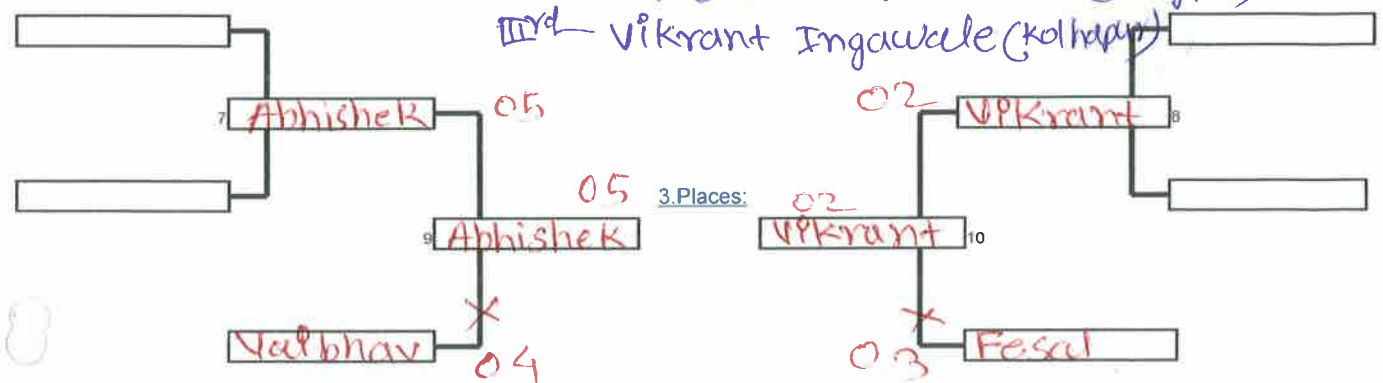 IIIrd Vikrant Ingawale (Kolhapur)
7 Abhishek 05
02 Vikrant 8
05 3.Places: 02
9 Abhishek
Vikrant 10
Vaibhav 04
03 Fesal